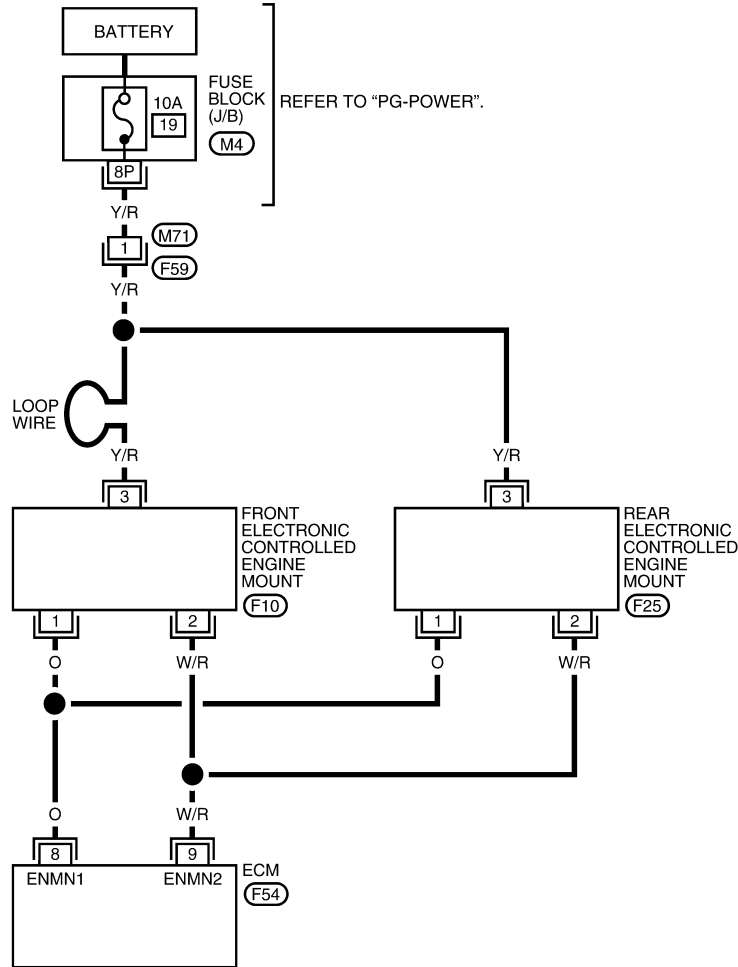 BATTERY
FUSE
BLOCK
(J/B)
10A
19
M4
REFER TO “PG-POWER”.
8P
Y/R
M71
1
F59
Y/R
LOOP
WIRE
Y/R
Y/R
3
3
FRONT
ELECTRONIC
CONTROLLED
ENGINE
MOUNT
F10
REAR
ELECTRONIC
CONTROLLED
ENGINE
MOUNT
F25
1
2
1
2
O
W/R
O
W/R
O
W/R
8
9
ENMN1
ENMN2
ECM
F54